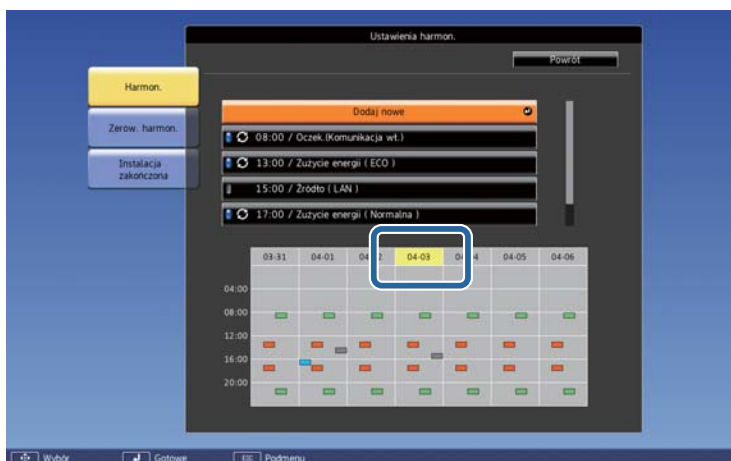 Ustawienia harmon.
Powrót
Harmon.
Zerow. harmon.
Instalacja
zakończona
Dodaj nowe
08:00 / Oczek.(Komunikacja wł.)
13:00 / Zużycie energii ( ECO )
15:00 / Źródło ( LAN )
17:00 / Zużycie energii ( Normalna )
03-31 04-01 04-03 04-05 04-06
04:00
08:00
12:00
16:00
20:00
Wybór Gotowe Podmenu